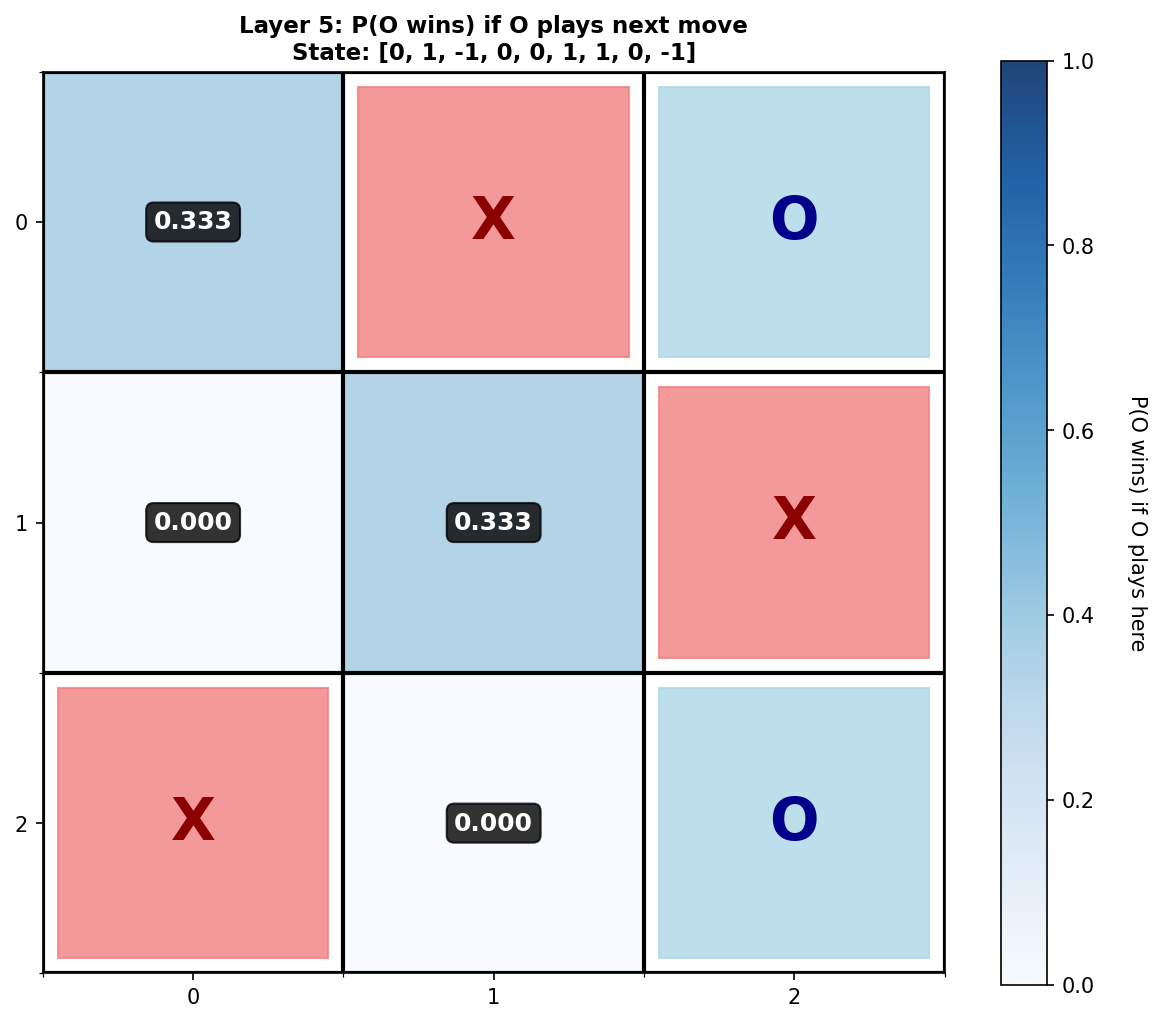 Layer 5: P(O wins) if O plays next move
State: [0, 1, -1, 0, 0, 1, 1, 0, -1]
0
0.333
X
O
1
0.000
0.333
X
2
X
0.000
O
0
1
2
1.0
0.8
0.6
0.4
0.2
0.0
P(O wins) if O plays here